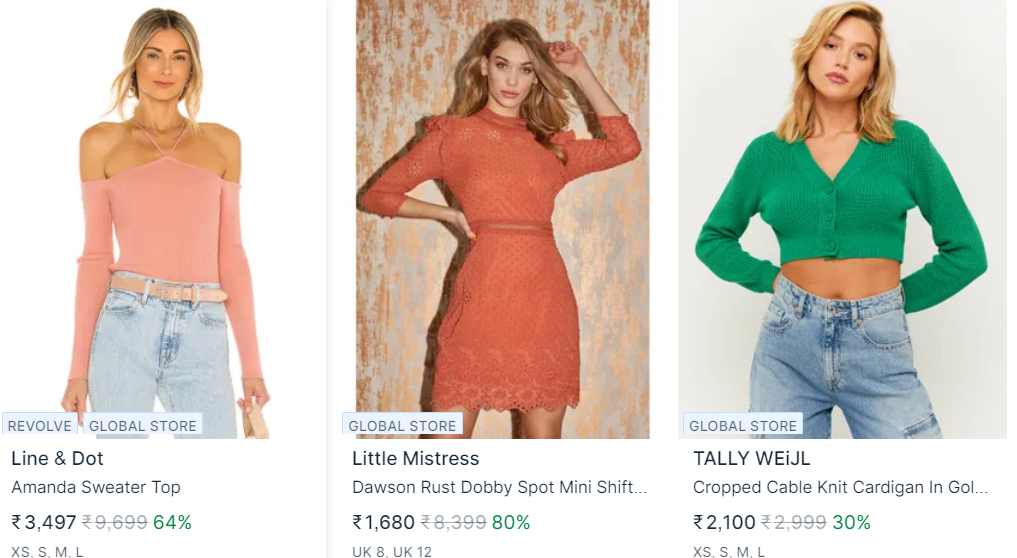 REVOLVE GLOBAL STORE
Line & Dot
Amanda Sweater Top
₹3,497 ₹9,699 64%
XS, S, M, L
GLOBAL STORE
Little Mistress
Dawson Rust Dobby Spot Mini Shift...
₹1,680 ₹8,399 80%
UK 8, UK 12
GLOBAL STORE
TALLY WEiJL
Cropped Cable Knit Cardigan In Gol...
₹2,100 ₹2,999 30%
XS, S, M, L